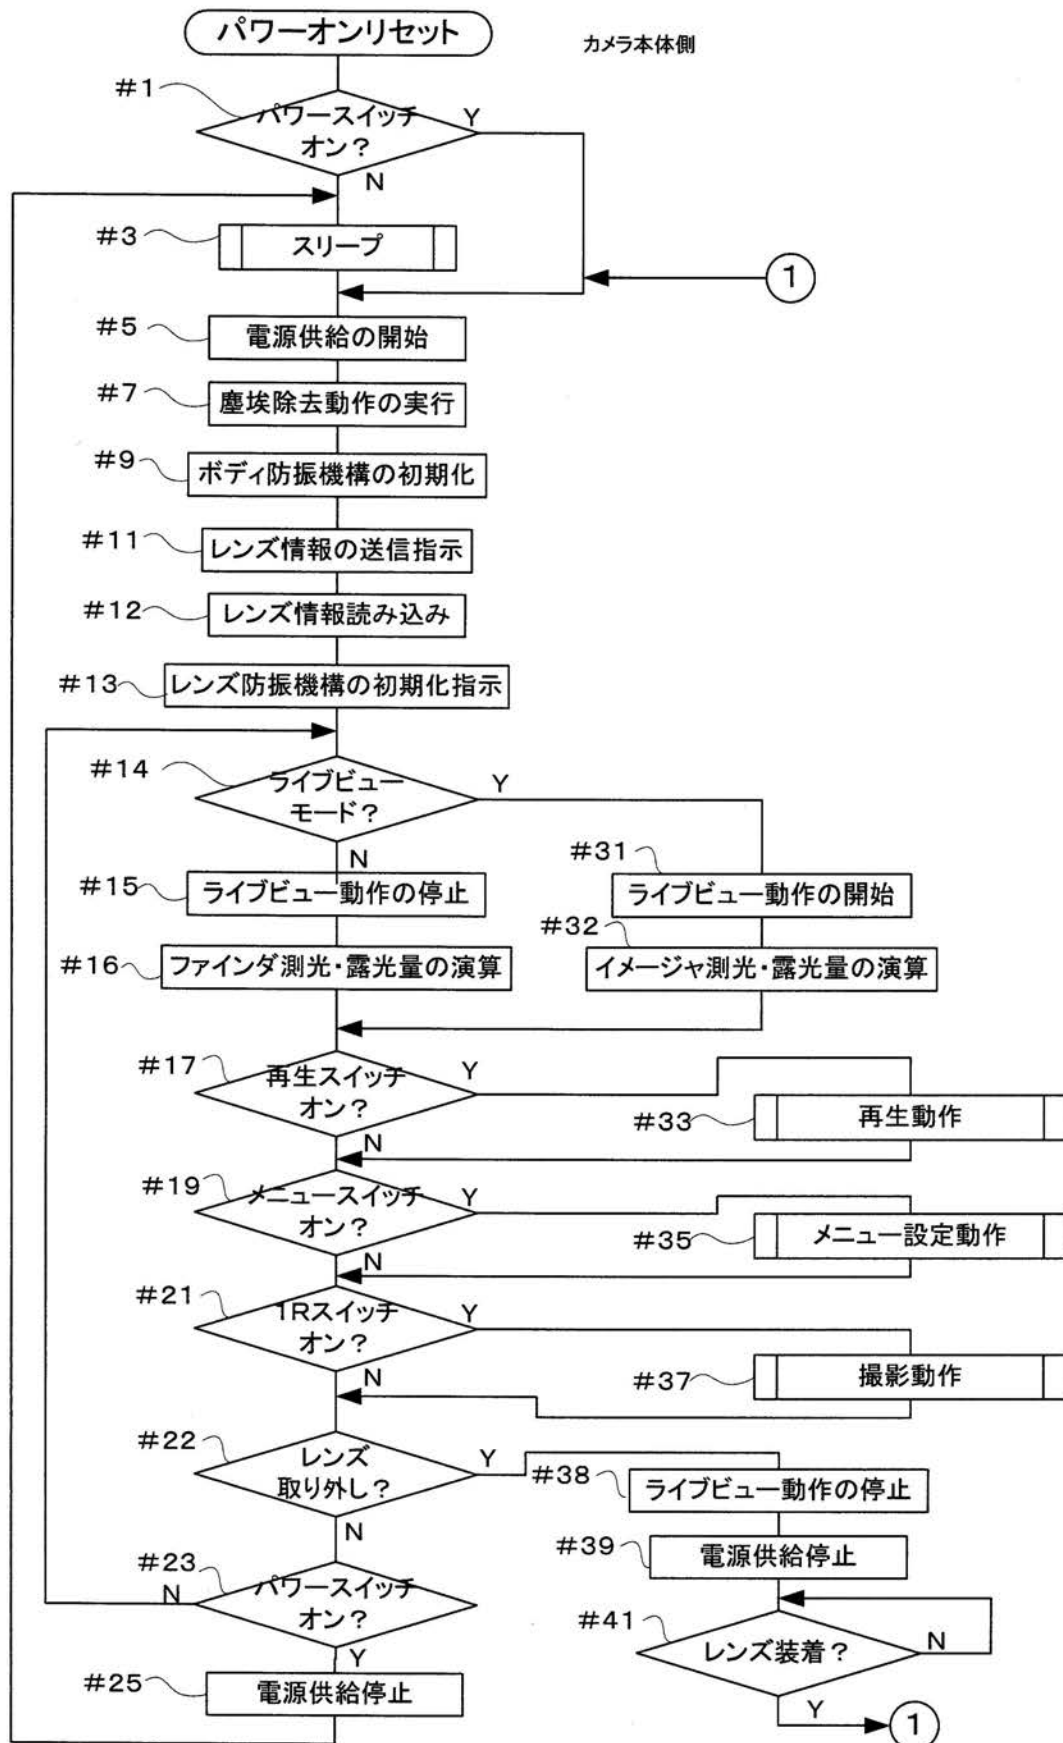 パワーオンリセット
カメラ本体側
#1
パワースイッチ
オン?
Y
N
#3
スリープ
1
#5
電源供給の開始
#7
塵埃除去動作の実行
#9
ボディ防振機構の初期化
#11
レンズ情報の送信指示
#12
レンズ情報読み込み
#13
レンズ防振機構の初期化指示
#14
ライブビュー
モード?
Y
N
#31
ライブビュー動作の開始
#15
ライブビュー動作の停止
#32
イメージャ測光・露光量の演算
#16
ファインダ測光・露光量の演算
#17
再生スイッチ
オン?
Y
N
#33
再生動作
#19
メニュースイッチ
オン?
Y
N
#35
メニュー設定動作
#21
1Rスイッチ
オン?
Y
N
#37
撮影動作
#22
レンズ
取り外し?
Y
N
#38
ライブビュー動作の停止
#39
電源供給停止
#23
パワースイッチ
オン?
N
Y
#41
レンズ装着?
N
Y
1
#25
電源供給停止